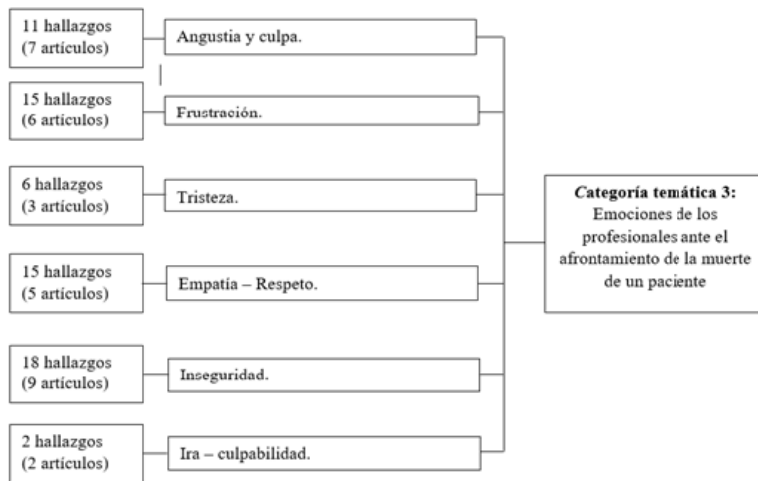 11 hallazgos
(7 artículos)
Angustia y culpa.
15 hallazgos
(6 artículos)
Frustración.
6 hallazgos
(3 artículos)
Tristeza.
15 hallazgos
(5 artículos)
Empatía – Respeto.
18 hallazgos
(9 artículos)
Inseguridad.
2 hallazgos
(2 artículos)
Ira – culpabilidad.
Categoría temática 3:
Emociones de los
profesionales ante el
afrontamiento de la muerte
de un paciente